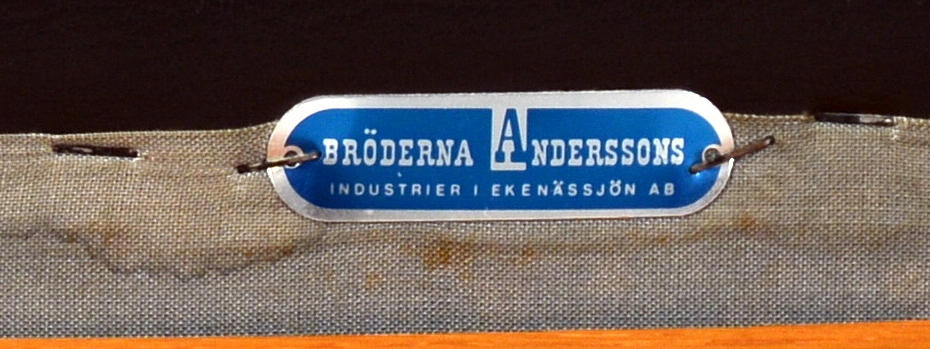 BRÖDERNA ANDERSSONS
INDUSTRIER I EKENÄSSJÖN AB